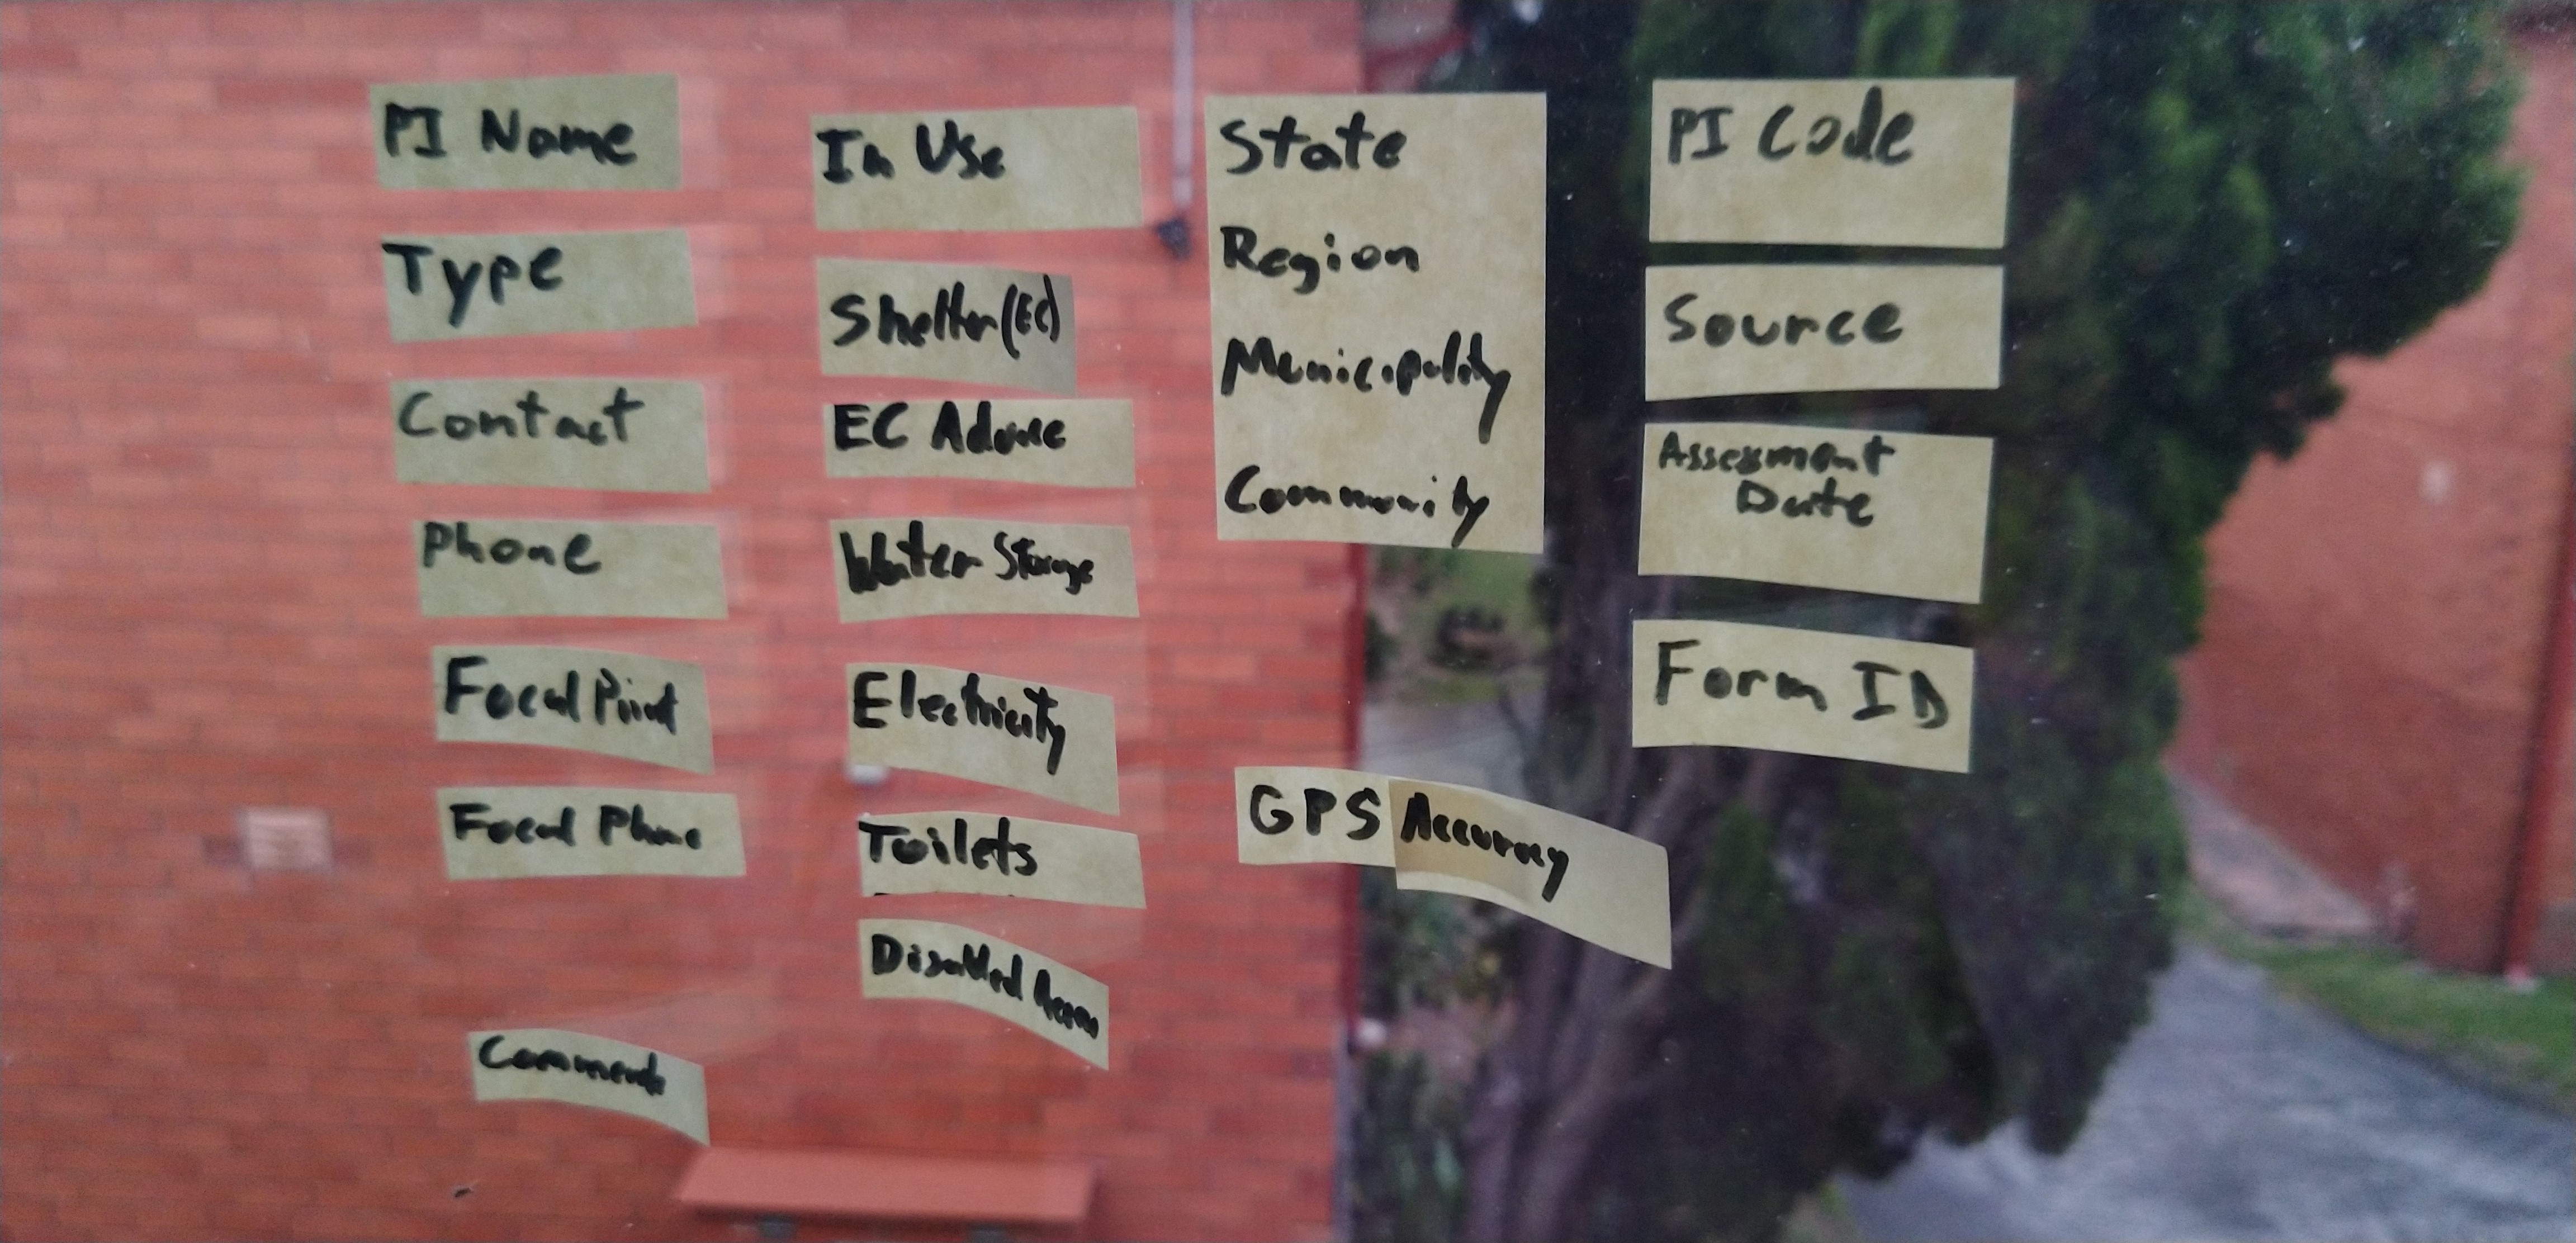 PI Name
Type
Contact
Phone
Focal Point
Focal Phone
Comments
In Use
Shelter (EC)
EC Advice
Water Storage
Electricity
Toilets
Disabled Access
State
Region
Municipality
Community
GPS Accuracy
PI Code
Source
Assessment
Date
Form ID